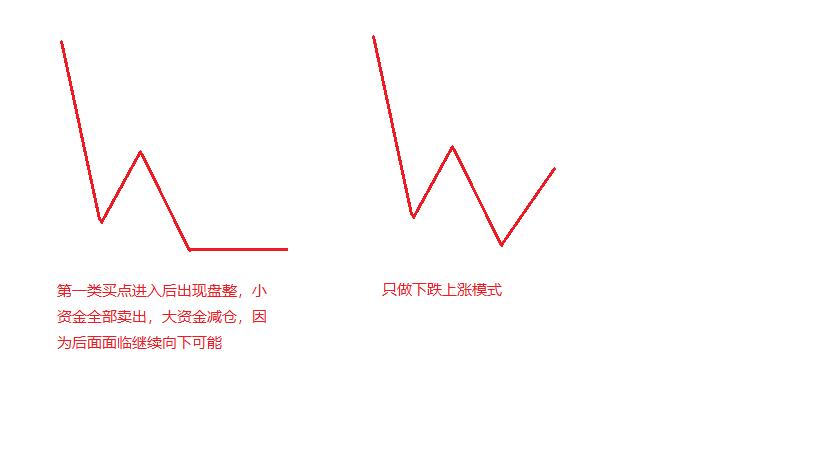 第一类买点进入后出现盘整，小
资金全部卖出，大资金减仓，因
为后面面临继续向下可能
只做下跌上涨模式